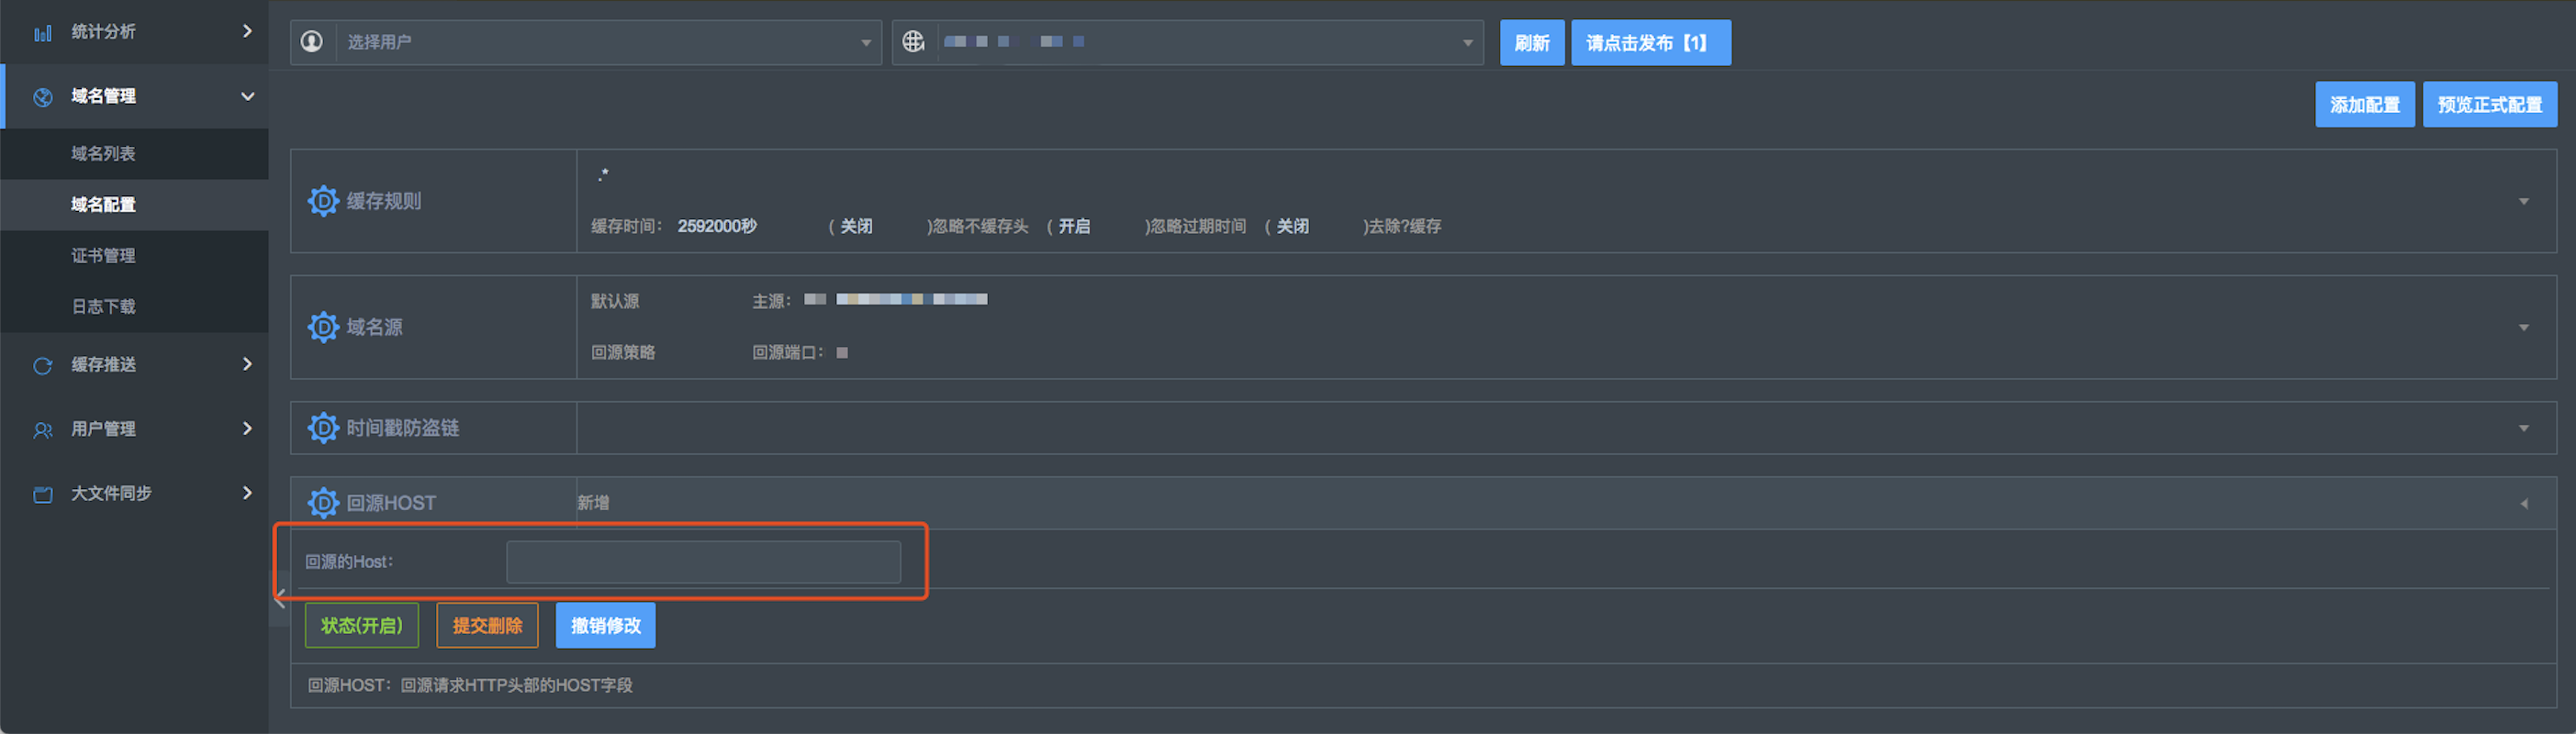 统计分析
域名管理
域名列表
域名配置
证书管理
日志下载
缓存推送
用户管理
大文件同步
选择用户
刷新 请点击发布【1】
添加配置 预览正式配置
缓存规则
.*
缓存时间： 2592000秒 ( 关闭 )忽略不缓存头 ( 开启 )忽略过期时间 ( 关闭 )去除?缓存
域名源
默认源 主源：
回源策略 回源端口：
时间戳防盗链
回源HOST 新增
回源的Host：
状态(开启) 提交删除 撤销修改
回源HOST：回源请求HTTP头部的HOST字段